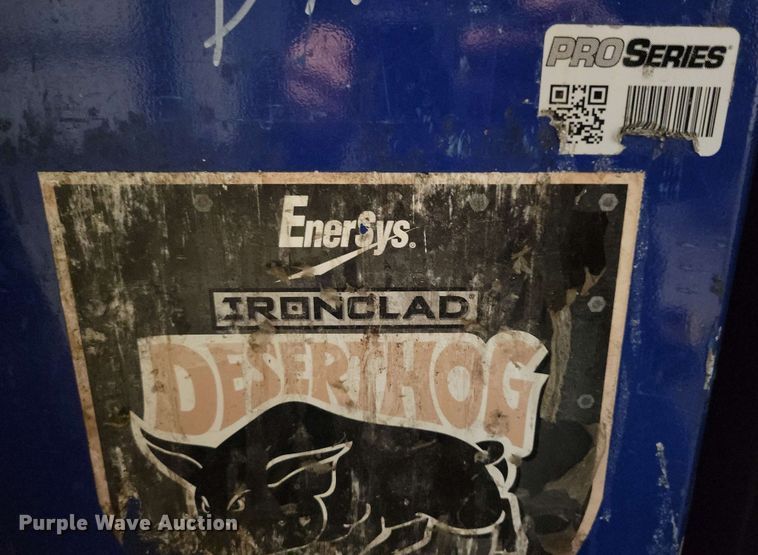 PROSERIES
EnerSys.
IRONCLAD
DESERTHOG
Purple Wave Auction